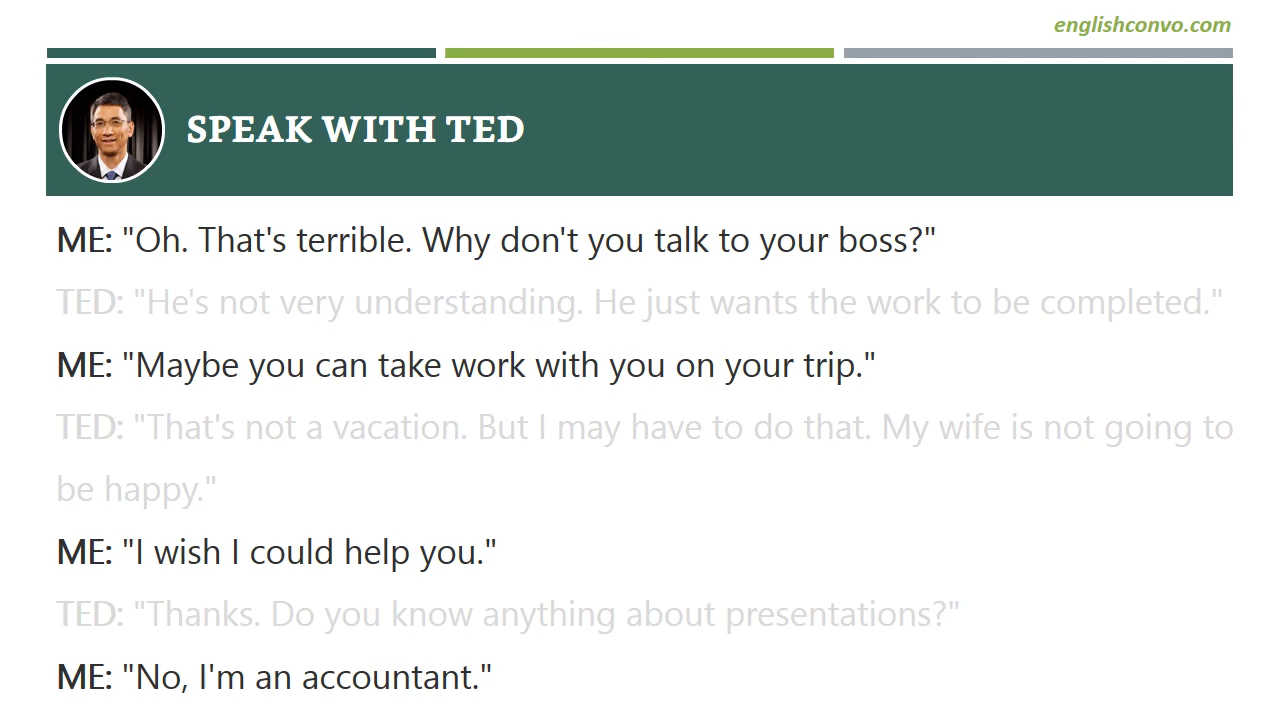 englishconvo.com
SPEAK WITH TED
ME: "Oh. That's terrible. Why don't you talk to your boss?"
TED: "He's not very understanding. He just wants the work to be completed."
ME: "Maybe you can take work with you on your trip."
TED: "That's not a vacation. But I may have to do that. My wife is not going to
be happy."
ME: "I wish I could help you."
TED: "Thanks. Do you know anything about presentations?"
ME: "No, I'm an accountant."